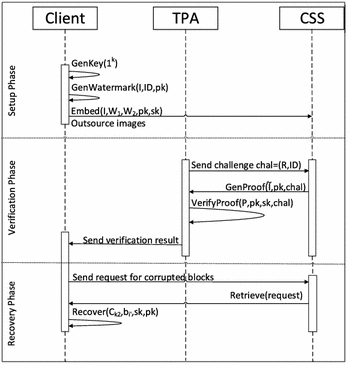 Client TPA CSS
Setup Phase
GenKey(1^k)
GenWatermark(I,ID,pk)
Embed(I,W₁,W₂,pk,sk)
Outsource images
Verification Phase
Send challenge chal=(R,ID)
GenProof(Ĩ,pk,chal)
VerifyProof(P,pk,sk,chal)
Send verification result
Recovery Phase
Send request for corrupted blocks
Retrieve(request)
Recover(Cₖ₂,bᵣ,sk,pk)